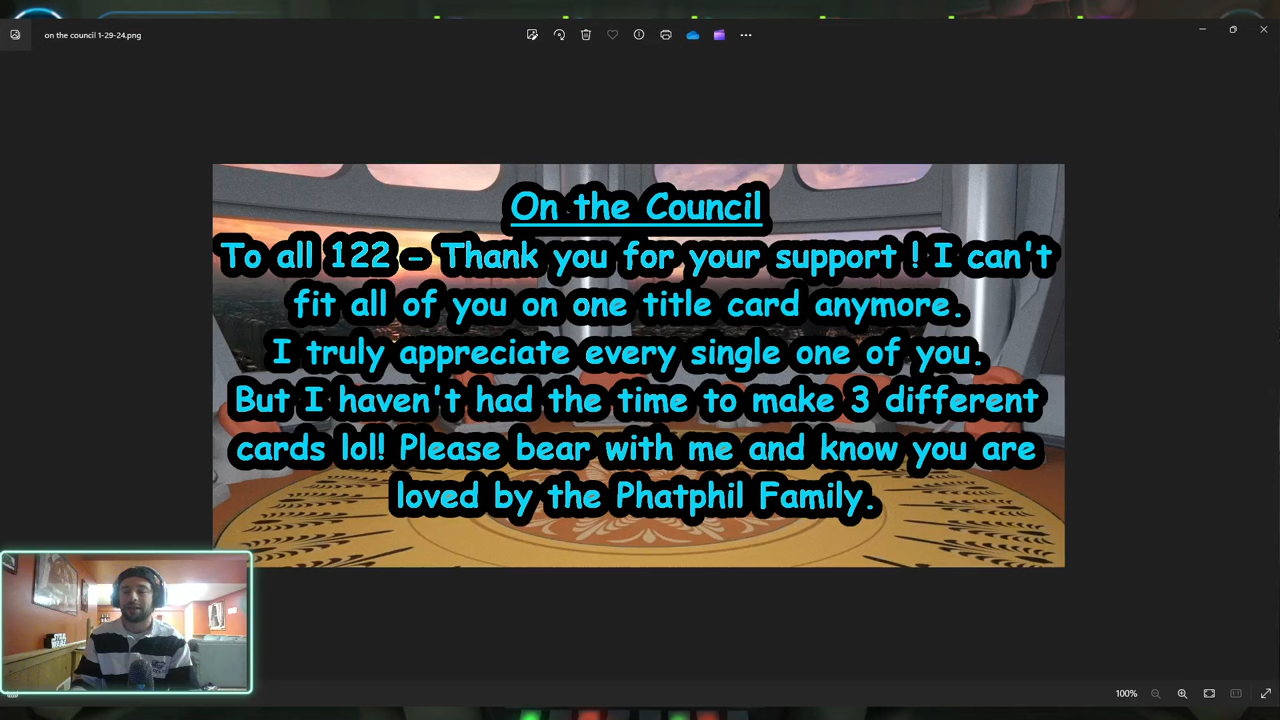 on the council 1-29-24.png
On the Council
To all 122 - Thank you for your support ! I can't
fit all of you on one title card anymore.
I truly appreciate every single one of you.
But I haven't had the time to make 3 different
cards lol! Please bear with me and know you are
loved by the Phatphil Family.
100%